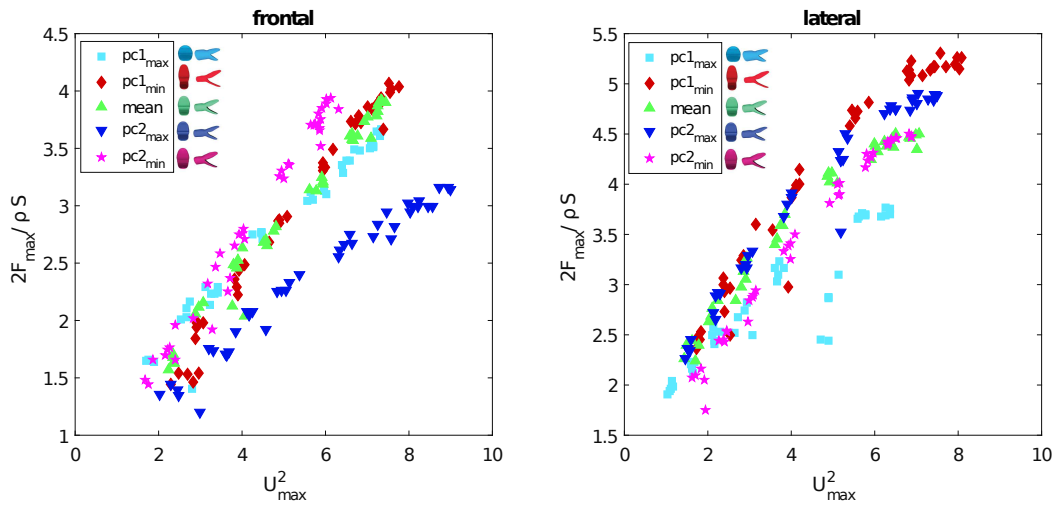 frontal
4.5
4
3.5
3
2.5
2
1.5
1
0 2 4 6 8 10
2F_max/ ρ S
U²_max
pc1_max
pc1_min
mean
pc2_max
pc2_min
lateral
5.5
5
4.5
4
3.5
3
2.5
2
1.5
0 2 4 6 8 10
2F_max/ ρ S
U²_max
pc1_max
pc1_min
mean
pc2_max
pc2_min